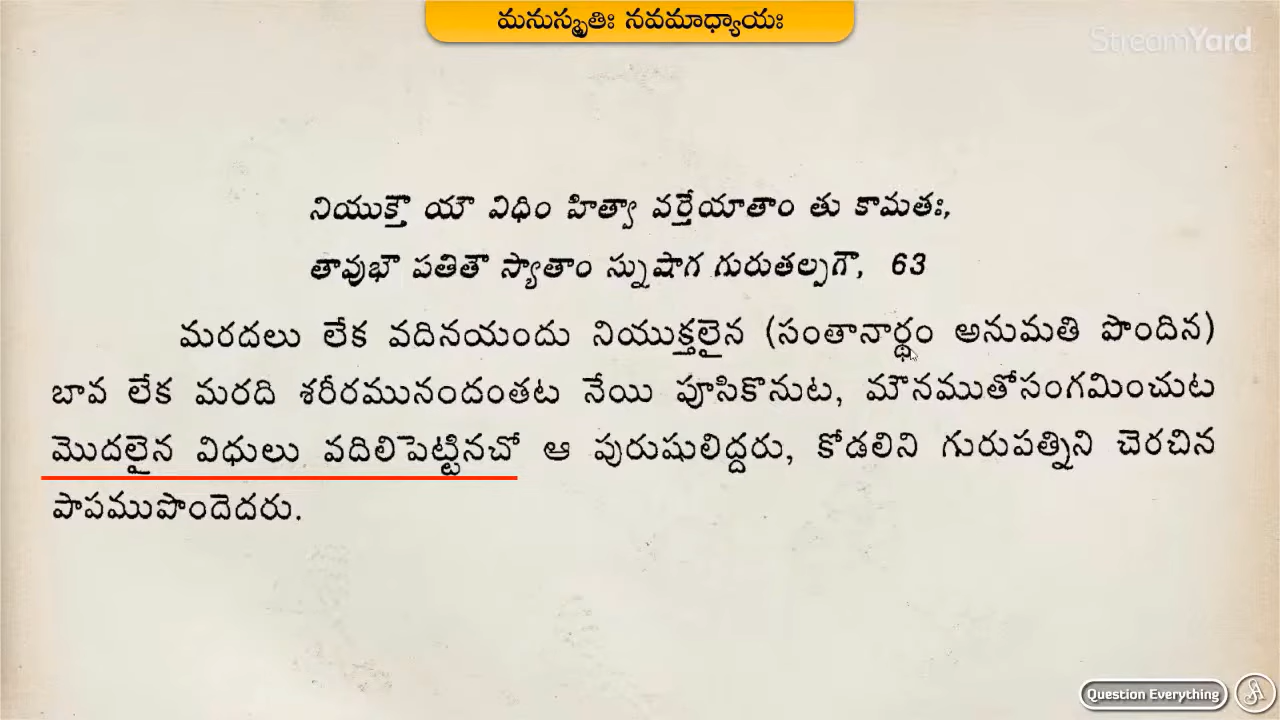 మనుస్మృతిః నవమాధ్యాయః
StreamYard
నియుక్తౌ యౌ విధిం హిత్వా వర్తేయాతాం తు కామతః,
తావుభౌ పతితౌ స్యాతాం స్నుషాగ గురుతల్పగౌ, 63
మరదలు లేక వదినయందు నియుక్తలైన (సంతానార్థం అనుమతి పొందిన)
బావ లేక మరది శరీరమునందంతట నేయి పూసికొనుట, మౌనముతోసంగమించుట
మొదలైన విధులు వదిలిపెట్టినచో ఆ పురుషులిద్దరు, కోడలిని గురుపత్నిని చెరచిన
పాపముపొందెదరు.
Question Everything